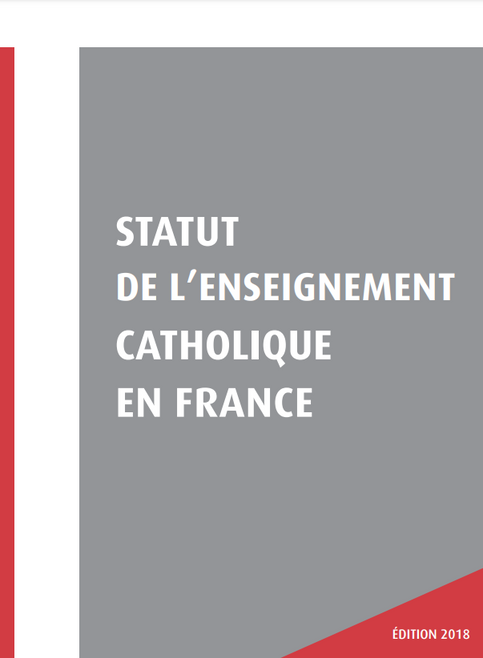 STATUT
DE L’ENSEIGNEMENT
CATHOLIQUE
EN FRANCE
ÉDITION 2018